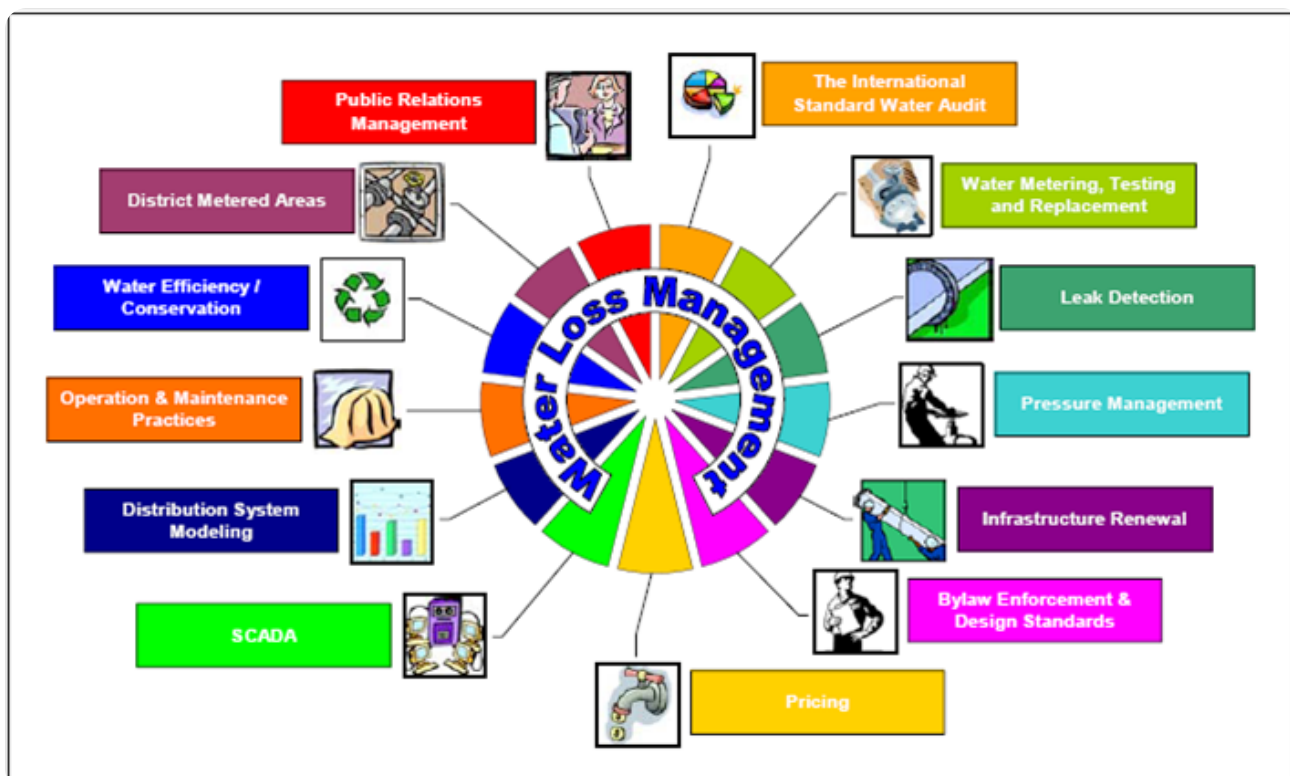 Public Relations
Management
The International
Standard Water Audit
District Metered Areas
Water Metering, Testing
and Replacement
Water Efficiency /
Conservation
Leak Detection
Operation & Maintenance
Practices
Pressure Management
Distribution System
Modeling
Infrastructure Renewal
SCADA
Bylaw Enforcement &
Design Standards
Pricing
Water Loss Management